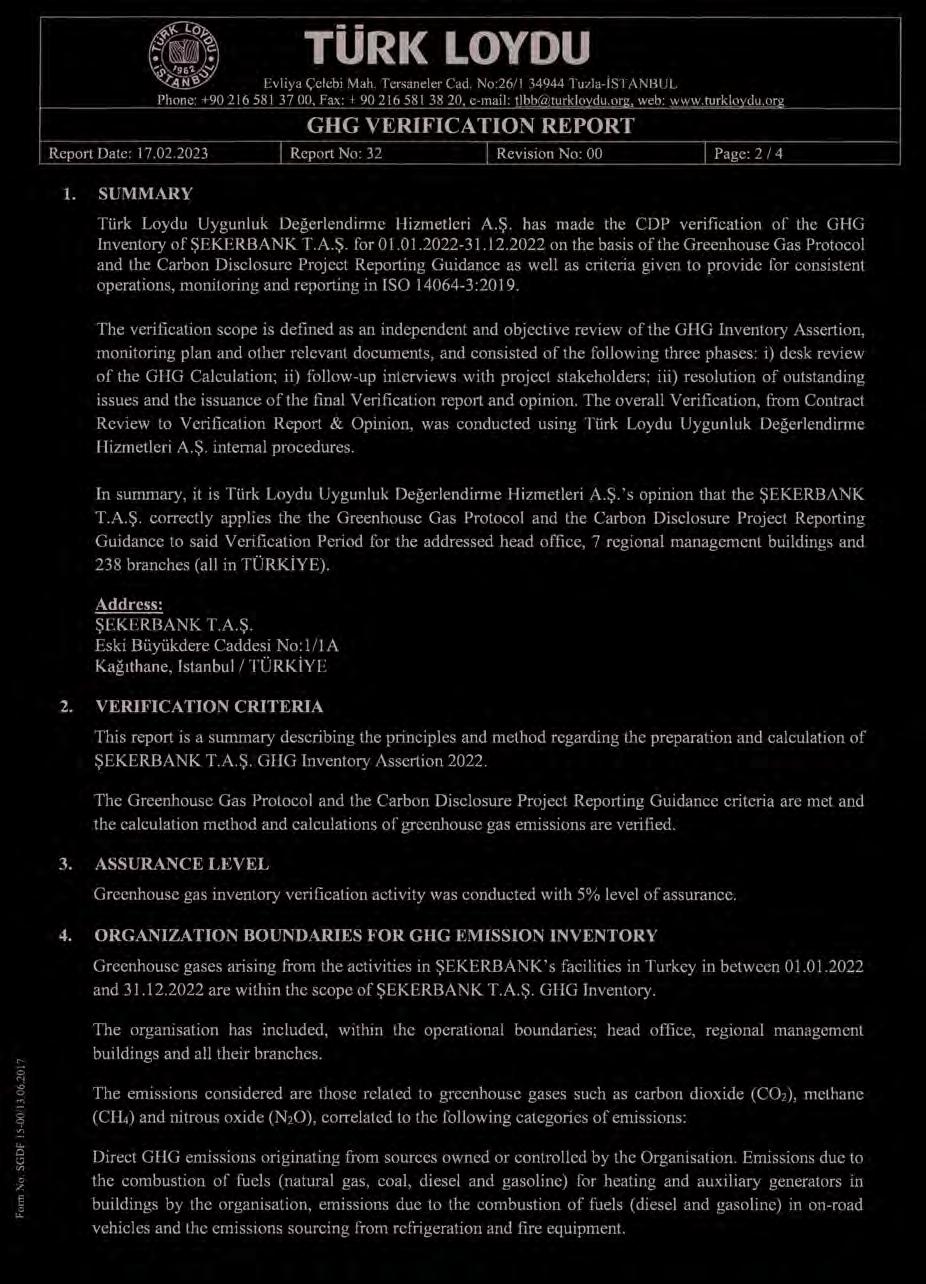 TÜRK LOYDU
Evliya Çelebi Mah. Tersaneler Cad. No:26/1 34944 Tuzla-İSTANBUL
Phone: +90 216 581 37 00, Fax: + 90 216 581 38 20, e-mail: tlbb@turkloydu.org, web: www.turkloydu.org
GHG VERIFICATION REPORT
Report Date: 17.02.2023 Report No: 32 Revision No: 00 Page: 2 / 4
1. SUMMARY
Türk Loydu Uygunluk Değerlendirme Hizmetleri A.Ş. has made the CDP verification of the GHG
Inventory of ŞEKERBANK T.A.Ş. for 01.01.2022-31.12.2022 on the basis of the Greenhouse Gas Protocol
and the Carbon Disclosure Project Reporting Guidance as well as criteria given to provide for consistent
operations, monitoring and reporting in ISO 14064-3:2019.
The verification scope is defined as an independent and objective review of the GHG Inventory Assertion,
monitoring plan and other relevant documents, and consisted of the following three phases: i) desk review
of the GHG Calculation; ii) follow-up interviews with project stakeholders; iii) resolution of outstanding
issues and the issuance of the final Verification report and opinion. The overall Verification, from Contract
Review to Verification Report & Opinion, was conducted using Türk Loydu Uygunluk Değerlendirme
Hizmetleri A.Ş. internal procedures.
In summary, it is Türk Loydu Uygunluk Değerlendirme Hizmetleri A.Ş.'s opinion that the ŞEKERBANK
T.A.Ş. correctly applies the the Greenhouse Gas Protocol and the Carbon Disclosure Project Reporting
Guidance to said Verification Period for the addressed head office, 7 regional management buildings and
238 branches (all in TÜRKİYE).
Address:
ŞEKERBANK T.A.Ş.
Eski Büyükdere Caddesi No:1/1A
Kağıthane, İstanbul / TÜRKİYE
2. VERIFICATION CRITERIA
This report is a summary describing the principles and method regarding the preparation and calculation of
ŞEKERBANK T.A.Ş. GHG Inventory Assertion 2022.
The Greenhouse Gas Protocol and the Carbon Disclosure Project Reporting Guidance criteria are met and
the calculation method and calculations of greenhouse gas emissions are verified.
3. ASSURANCE LEVEL
Greenhouse gas inventory verification activity was conducted with 5% level of assurance.
4. ORGANIZATION BOUNDARIES FOR GHG EMISSION INVENTORY
Greenhouse gases arising from the activities in ŞEKERBANK's facilities in Turkey in between 01.01.2022
and 31.12.2022 are within the scope of ŞEKERBANK T.A.Ş. GHG Inventory.
The organisation has included, within the operational boundaries; head office, regional management
buildings and all their branches.
The emissions considered are those related to greenhouse gases such as carbon dioxide (CO₂), methane
(CH₄) and nitrous oxide (N₂O), correlated to the following categories of emissions:
Direct GHG emissions originating from sources owned or controlled by the Organisation. Emissions due to
the combustion of fuels (natural gas, coal, diesel and gasoline) for heating and auxiliary generators in
buildings by the organisation, emissions due to the combustion of fuels (diesel and gasoline) in on-road
vehicles and the emissions sourcing from refrigeration and fire equipment.
Form No: SGDF 15-00/13.06.2017
TÜRK LOYDU
1962
İSTANBUL